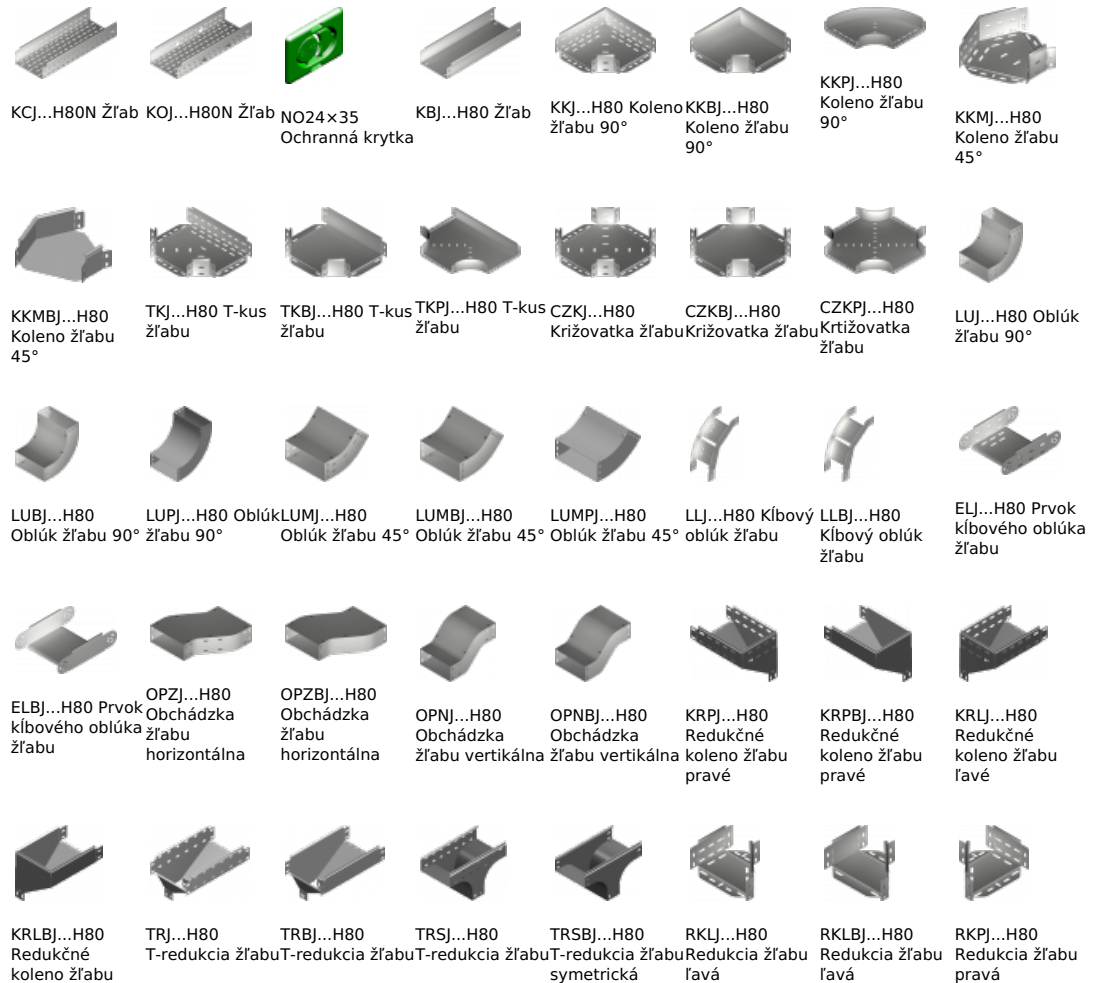 KCJ...H80N Žľab
KOJ...H80N Žľab
NO24×35
Ochranná krytka
KBJ...H80 Žľab
KKJ...H80 Koleno
žľabu 90°
KKBJ...H80
Koleno žľabu
90°
KKPJ...H80
Koleno žľabu
90°
KKMJ...H80
Koleno žľabu
45°
KKMBJ...H80
Koleno žľabu
45°
TKJ...H80 T-kus
žľabu
TKBJ...H80 T-kus
žľabu
TKPJ...H80 T-kus
žľabu
CZKJ...H80
Križovatka žľabu
CZKBJ...H80
Križovatka žľabu
CZKPJ...H80
Krtižovatka
žľabu
LUJ...H80 Oblúk
žľabu 90°
LUBJ...H80
Oblúk žľabu 90°
LUPJ...H80 Oblúk
žľabu 90°
LUMJ...H80
Oblúk žľabu 45°
LUMBJ...H80
Oblúk žľabu 45°
LUMPJ...H80
Oblúk žľabu 45°
LLJ...H80 Kĺbový
oblúk žľabu
LLBJ...H80
Kĺbový oblúk
žľabu
ELJ...H80 Prvok
kĺbového oblúka
žľabu
ELBJ...H80 Prvok
kĺbového oblúka
žľabu
OPZJ...H80
Obchádzka
žľabu
horizontálna
OPZBJ...H80
Obchádzka
žľabu
horizontálna
OPNJ...H80
Obchádzka
žľabu vertikálna
OPNBJ...H80
Obchádzka
žľabu vertikálna
KRPJ...H80
Redukčné
koleno žľabu
pravé
KRPBJ...H80
Redukčné
koleno žľabu
pravé
KRLJ...H80
Redukčné
koleno žľabu
ľavé
KRLBJ...H80
Redukčné
koleno žľabu
TRJ...H80
T-redukcia žľabu
TRBJ...H80
T-redukcia žľabu
TRSJ...H80
T-redukcia žľabu
TRSBJ...H80
T-redukcia žľabu
symetrická
RKLJ...H80
Redukcia žľabu
ľavá
RKLBJ...H80
Redukcia žľabu
ľavá
RKPJ...H80
Redukcia žľabu
pravá